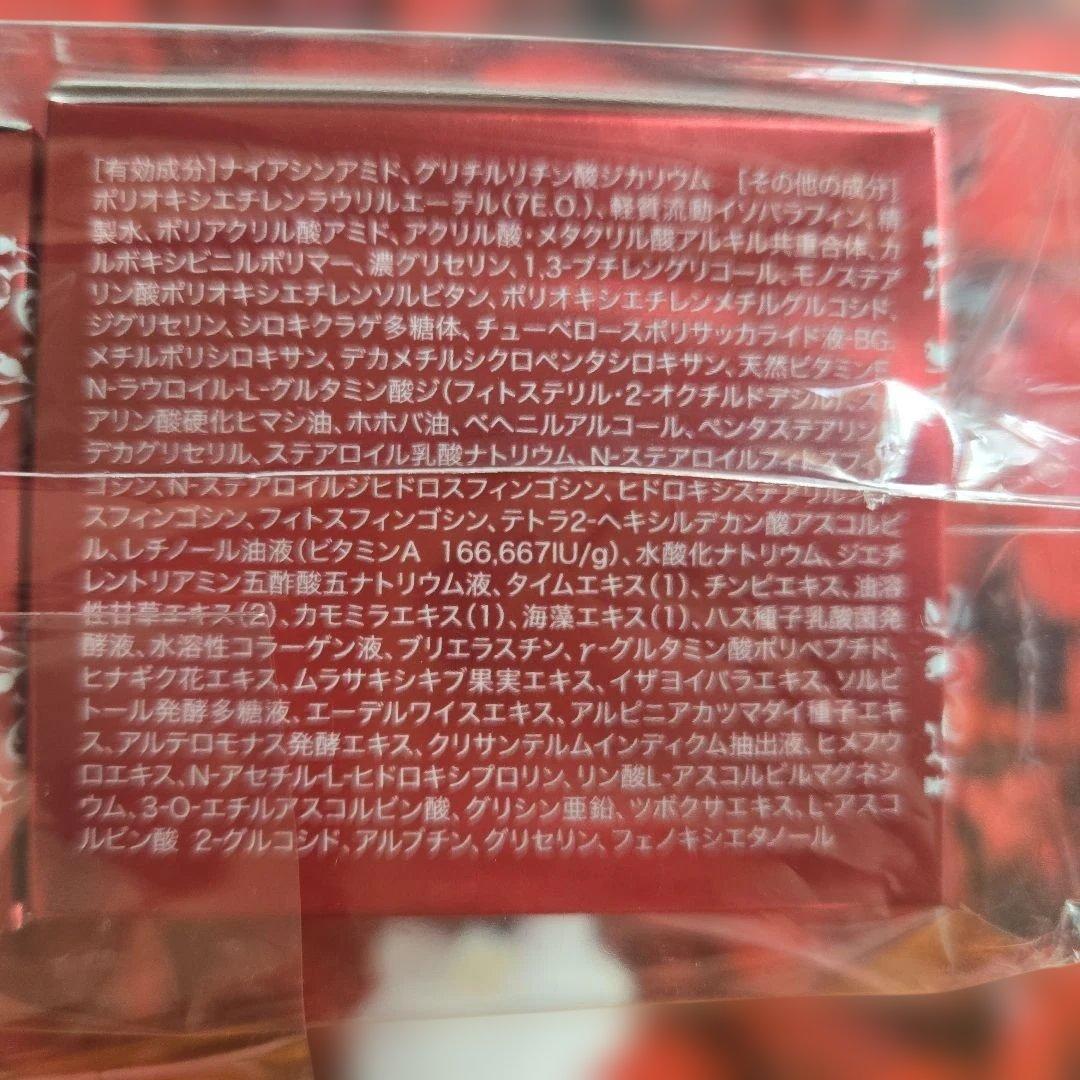 [有効成分]ナイアシンアミド、グリチルリチン酸ジカリウム [その他の成分]
ポリオキシエチレンラウリルエーテル(7E.O.)、軽質流動イソパラフィン、精
製水、ポリアクリル酸アミド、アクリル酸・メタクリル酸アルキル共重合体、カ
ルボキシビニルポリマー、濃グリセリン、1,3-ブチレングリコール、モノステア
リン酸ポリオキシエチレンソルビタン、ポリオキシエチレンメチルグルコシド、
ジグリセリン、シロキクラゲ多糖体、チューベローズポリサッカライド液-BG、
メチルポリシロキサン、デカメチルシクロペンタシロキサン、天然ビタミンE、
N-ラウロイル-L-グルタミン酸ジ(フィトステリル・2-オクチルドデシル)、ステ
アリン酸硬化ヒマシ油、ホホバ油、ベヘニルアルコール、ペンタステアリン酸
デカグリセリル、ステアロイル乳酸ナトリウム、N-ステアロイルフィトスフィン
ゴシン、N-ステアロイルジヒドロスフィンゴシン、ヒドロキシステアリル
スフィンゴシン、フィトスフィンゴシン、テトラ2-ヘキシルデカン酸アスコルビ
ル、レチノール油液(ビタミンA 166,667IU/g)、水酸化ナトリウム、ジエチ
レントリアミン五酢酸五ナトリウム液、タイムエキス(1)、チンピエキス、油溶
性甘草エキス(2)、カモミラエキス(1)、海藻エキス(1)、ハス種子乳酸菌発
酵液、水溶性コラーゲン液、ブリエラスチン、γ-グルタミン酸ポリペプチド、
ヒナギク花エキス、ムラサキシキブ果実エキス、イザヨイバラエキス、ソルビ
トール発酵多糖液、エーデルワイスエキス、アルピニアカツマダイ種子エキ
ス、アルテロモナス発酵エキス、クリサンテルムインディクム抽出液、ヒメフウ
ロエキス、N-アセチル-L-ヒドロキシプロリン、リン酸L-アスコルビルマグネシ
ウム、3-O-エチルアスコルビン酸、グリシン亜鉛、ツボクサエキス、L-アスコ
ルビン酸 2-グルコシド、アルブチン、グリセリン、フェノキシエタノール